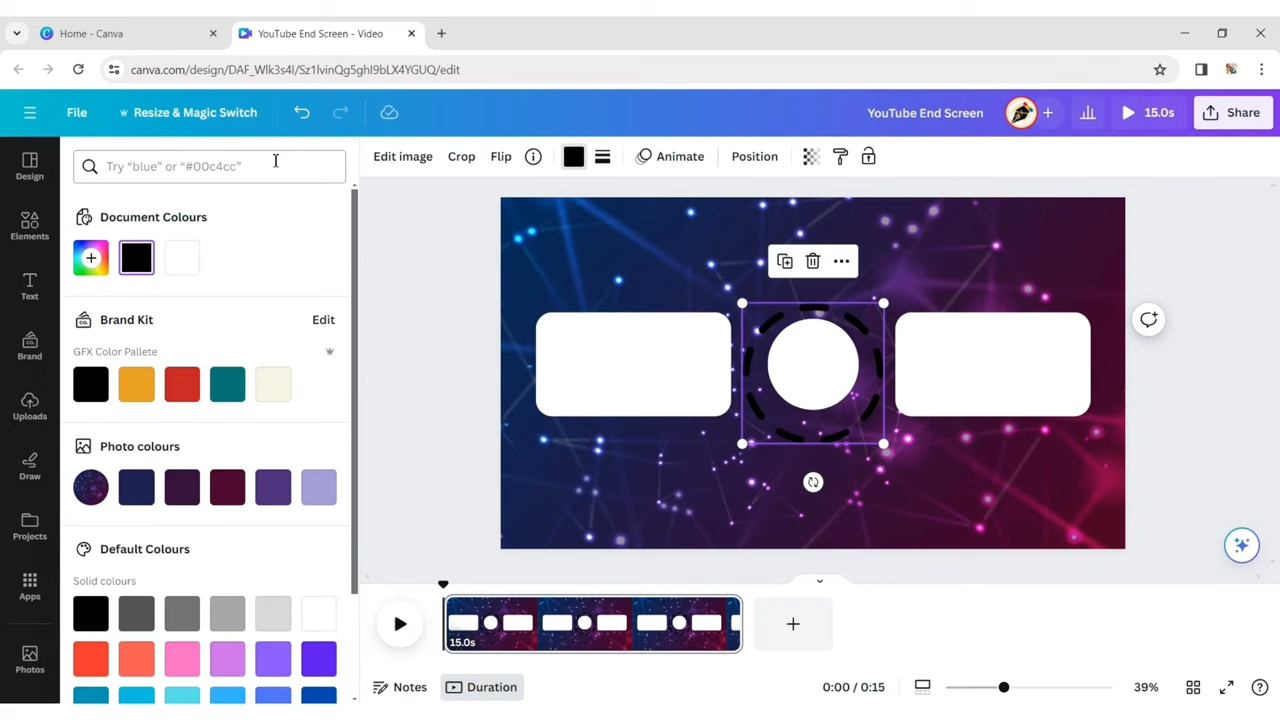 Home - Canva
YouTube End Screen - Video
canva.com/design/DAF_Wlk3s4I/Sz1lvinQg5ghI9bLX4YGUQ/edit
File
Resize & Magic Switch
YouTube End Screen
15.0s
Share
Design
Elements
Text
Brand
Uploads
Draw
Projects
Apps
Photos
Try “blue” or “#00c4cc”
Document Colours
Brand Kit
Edit
GFX Color Pallete
Photo colours
Default Colours
Solid colours
Edit image
Crop
Flip
Animate
Position
15.0s
Notes
Duration
0:00 / 0:15
39%